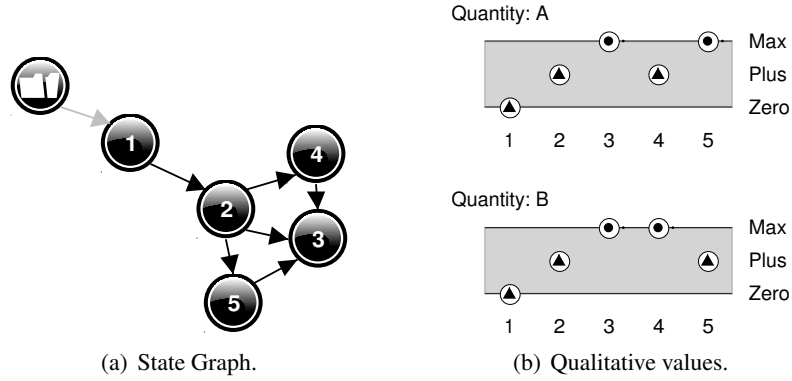 Quantity: A
Max
Plus
Zero
1 2 3 4 5
1
4
2
3
5
Quantity: B
Max
Plus
Zero
1 2 3 4 5
(a) State Graph.
(b) Qualitative values.